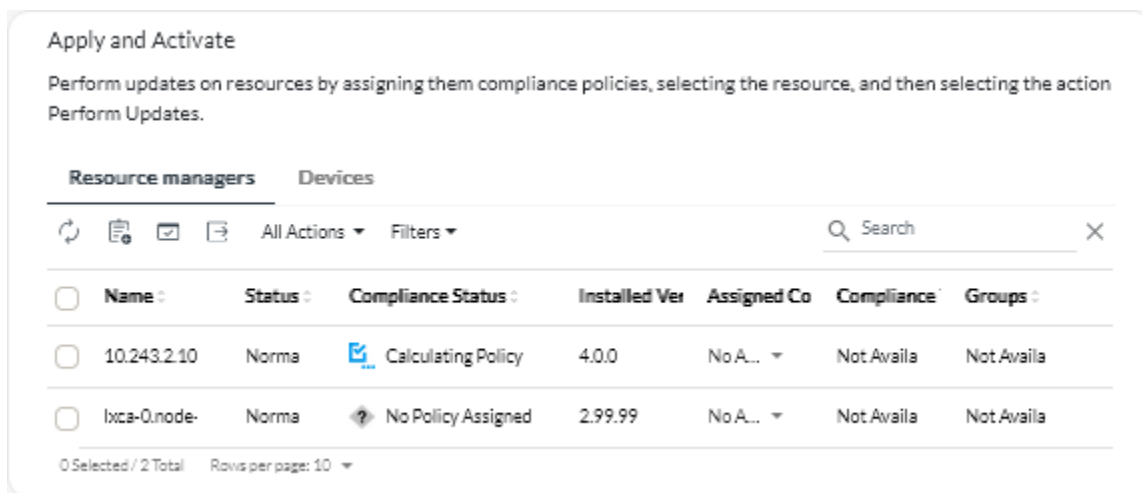 Apply and Activate
Perform updates on resources by assigning them compliance policies, selecting the resource, and then selecting the action
Perform Updates.
Resource managers Devices
All Actions Filters Search
Name Status Compliance Status Installed Ver Assigned Co Compliance Groups
10.243.2.10 Norma Calculating Policy 4.0.0 No A... Not Availa Not Availa
lxca-0.node- Norma No Policy Assigned 2.99.99 No A... Not Availa Not Availa
0 Selected / 2 Total Rows per page: 10